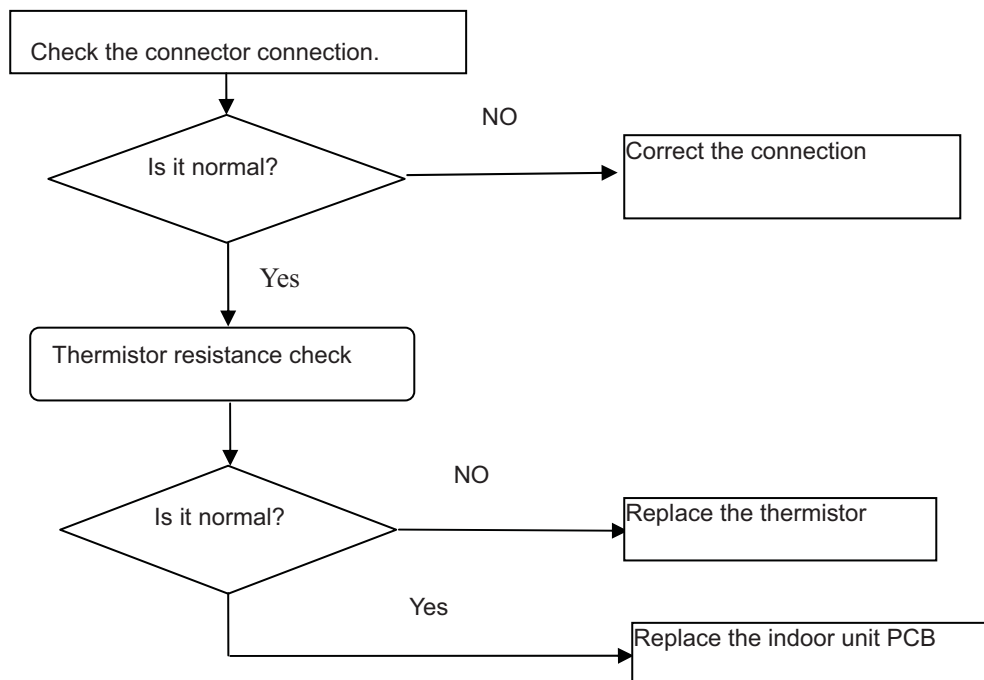 Check the connector connection.
NO
Is it normal?
Correct the connection
Yes
Thermistor resistance check
NO
Is it normal?
Replace the thermistor
Yes
Replace the indoor unit PCB